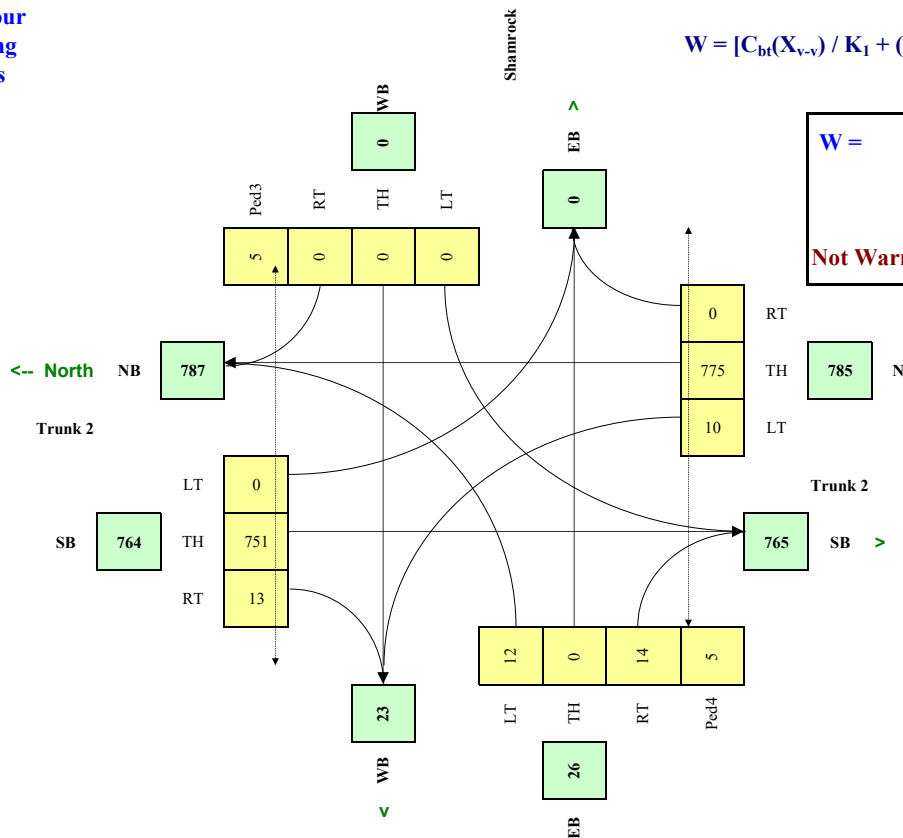 our
ng
s
Shamrock
W = [C_bt(X_v-v) / K_1 + (
WB
0
^
EB
0
W =
Not Warr
Ped3
RT
TH
LT
5
0
0
0
0
RT
775
TH
785
N
10
LT
<-- North
NB
787
Trunk 2
LT
0
SB
764
TH
751
RT
13
Trunk 2
765
SB
>
12
0
14
5
LT
TH
RT
Ped4
23
WB
v
26
EB